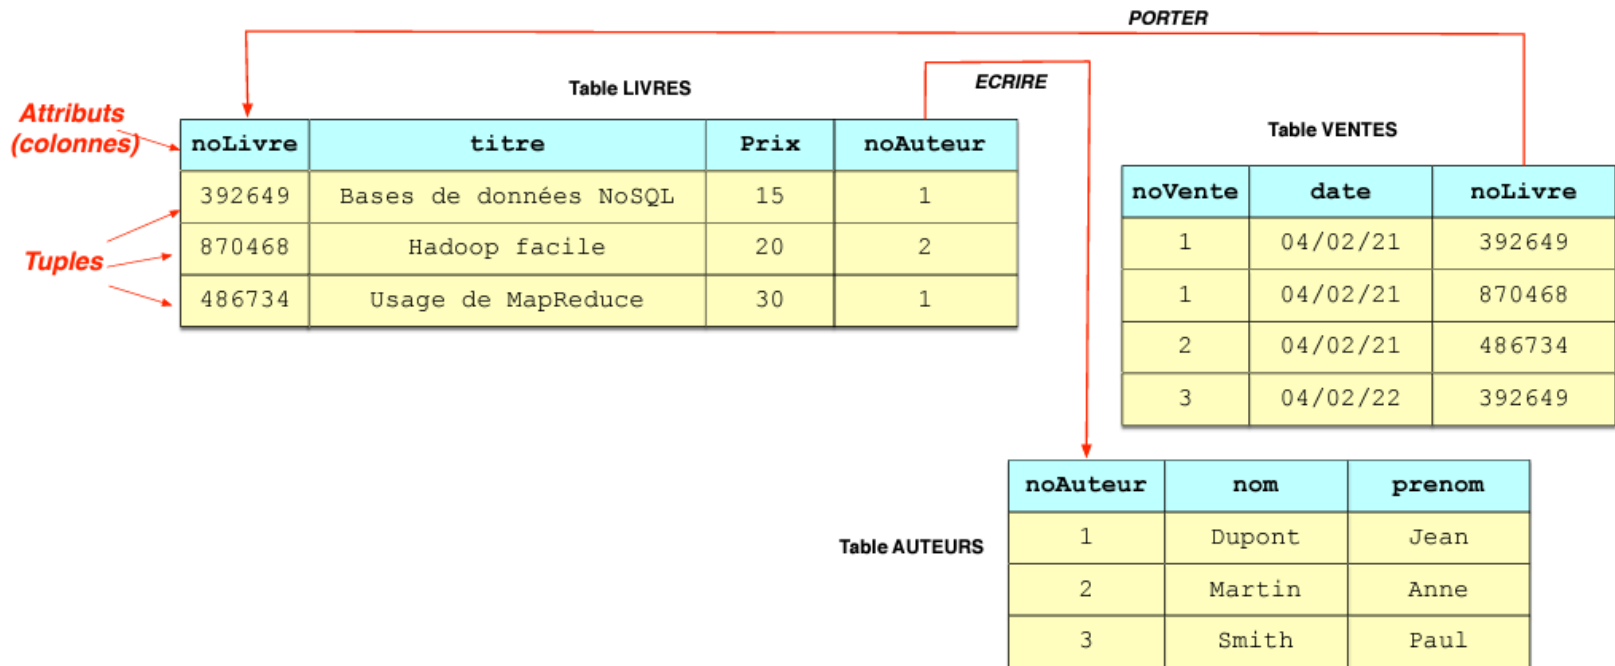 PORTER
ECRIRE
Table LIVRES
Attributs
(colonnes)
noLivre titre Prix noAuteur
392649 Bases de données NoSQL 15 1
870468 Hadoop facile 20 2
486734 Usage de MapReduce 30 1
Tuples
Table VENTES
noVente date noLivre
1 04/02/21 392649
1 04/02/21 870468
2 04/02/21 486734
3 04/02/22 392649
Table AUTEURS
noAuteur nom prenom
1 Dupont Jean
2 Martin Anne
3 Smith Paul